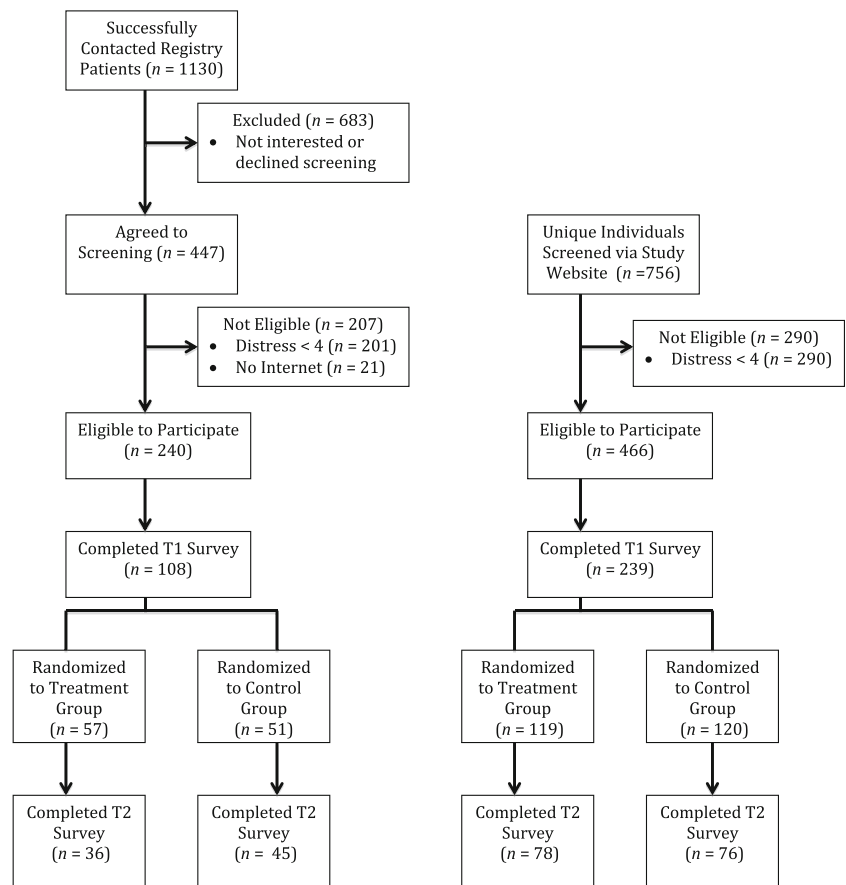 Successfully
Contacted Registry
Patients (n = 1130)
Excluded (n = 683)
• Not interested or
declined screening
Agreed to
Screening (n = 447)
Not Eligible (n = 207)
• Distress < 4 (n = 201)
• No Internet (n = 21)
Eligible to Participate
(n = 240)
Completed T1 Survey
(n = 108)
Randomized
to Treatment
Group
(n = 57)
Randomized
to Control
Group
(n = 51)
Completed T2
Survey
(n = 36)
Completed T2
Survey
(n = 45)
Unique Individuals
Screened via Study
Website (n =756)
Not Eligible (n = 290)
• Distress < 4 (n = 290)
Eligible to Participate
(n = 466)
Completed T1 Survey
(n = 239)
Randomized
to Treatment
Group
(n = 119)
Randomized
to Control
Group
(n = 120)
Completed T2
Survey
(n = 78)
Completed T2
Survey
(n = 76)